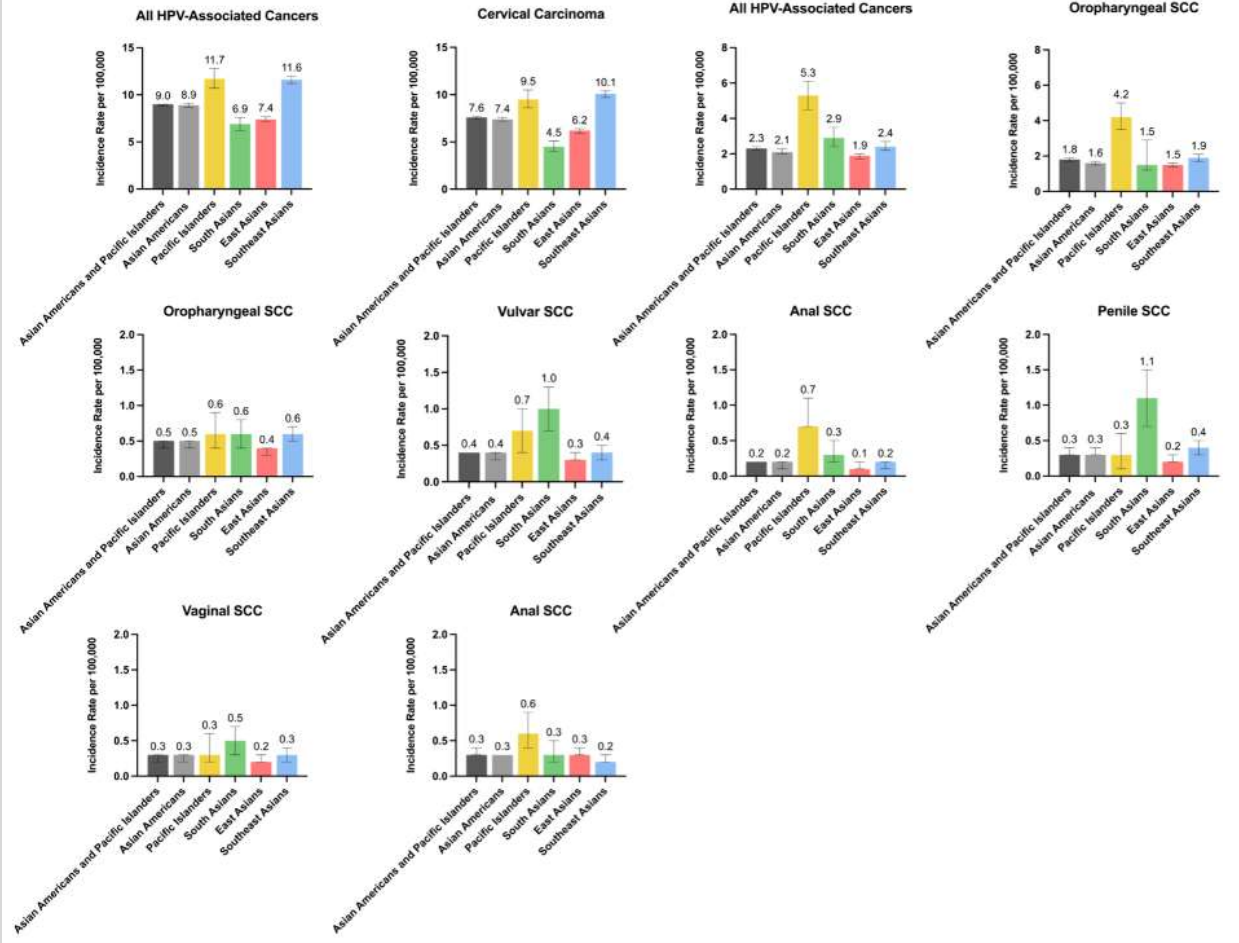 All HPV-Associated Cancers
Incidence Rate per 100,000
15
10
5
0
9.0
8.9
11.7
6.9
7.4
11.6
Asian Americans and Pacific Islanders
Asian Americans
Pacific Islanders
South Asians
East Asians
Southeast Asians
Cervical Carcinoma
Incidence Rate per 100,000
15
10
5
0
7.6
7.4
9.5
4.5
6.2
10.1
Asian Americans and Pacific Islanders
Asian Americans
Pacific Islanders
South Asians
East Asians
Southeast Asians
All HPV-Associated Cancers
Incidence Rate per 100,000
8
6
4
2
0
2.3
2.1
5.3
2.9
1.9
2.4
Asian Americans and Pacific Islanders
Asian Americans
Pacific Islanders
South Asians
East Asians
Southeast Asians
Oropharyngeal SCC
Incidence Rate per 100,000
8
6
4
2
0
1.8
1.6
4.2
1.5
1.5
1.9
Asian Americans and Pacific Islanders
Asian Americans
Pacific Islanders
South Asians
East Asians
Southeast Asians
Oropharyngeal SCC
Incidence Rate per 100,000
2.0
1.5
1.0
0.5
0.0
0.5
0.5
0.6
0.6
0.4
0.6
Asian Americans and Pacific Islanders
Asian Americans
Pacific Islanders
South Asians
East Asians
Southeast Asians
Vulvar SCC
Incidence Rate per 100,000
2.0
1.5
1.0
0.5
0.0
0.4
0.4
0.7
1.0
0.3
0.4
Asian Americans and Pacific Islanders
Asian Americans
Pacific Islanders
South Asians
East Asians
Southeast Asians
Anal SCC
Incidence Rate per 100,000
2.0
1.5
1.0
0.5
0.0
0.2
0.2
0.7
0.3
0.1
0.2
Asian Americans and Pacific Islanders
Asian Americans
Pacific Islanders
South Asians
East Asians
Southeast Asians
Penile SCC
Incidence Rate per 100,000
2.0
1.5
1.0
0.5
0.0
0.3
0.3
0.3
1.1
0.2
0.4
Asian Americans and Pacific Islanders
Asian Americans
Pacific Islanders
South Asians
East Asians
Southeast Asians
Vaginal SCC
Incidence Rate per 100,000
2.0
1.5
1.0
0.5
0.0
0.3
0.3
0.3
0.5
0.2
0.3
Asian Americans and Pacific Islanders
Asian Americans
Pacific Islanders
South Asians
East Asians
Southeast Asians
Anal SCC
Incidence Rate per 100,000
2.0
1.5
1.0
0.5
0.0
0.3
0.3
0.6
0.3
0.3
0.2
Asian Americans and Pacific Islanders
Asian Americans
Pacific Islanders
South Asians
East Asians
Southeast Asians